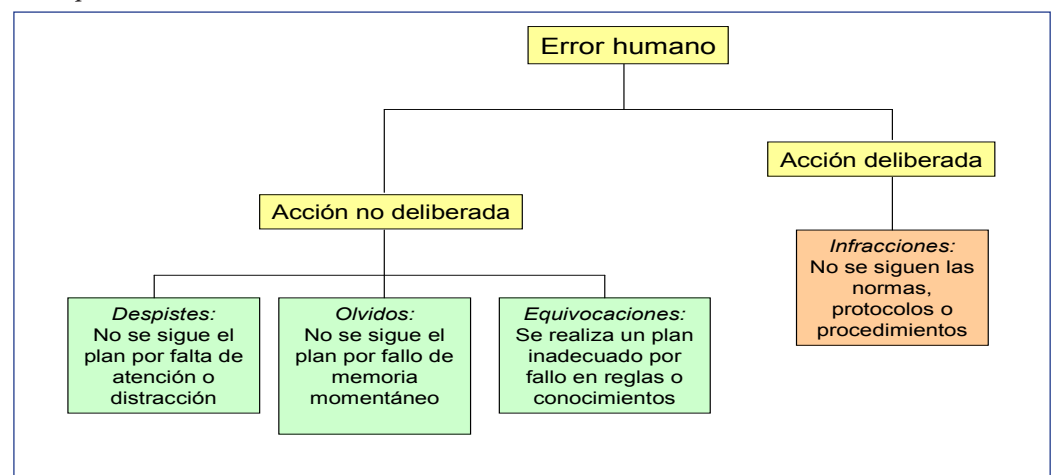 Error humano
Acción deliberada
Acción no deliberada
Infracciones:
No se siguen las
normas,
protocolos o
procedimientos
Despistes:
No se sigue el
plan por falta de
atención o
distracción
Olvidos:
No se sigue el
plan por fallo de
memoria
momentáneo
Equivocaciones:
Se realiza un plan
inadecuado por
fallo en reglas o
conocimientos